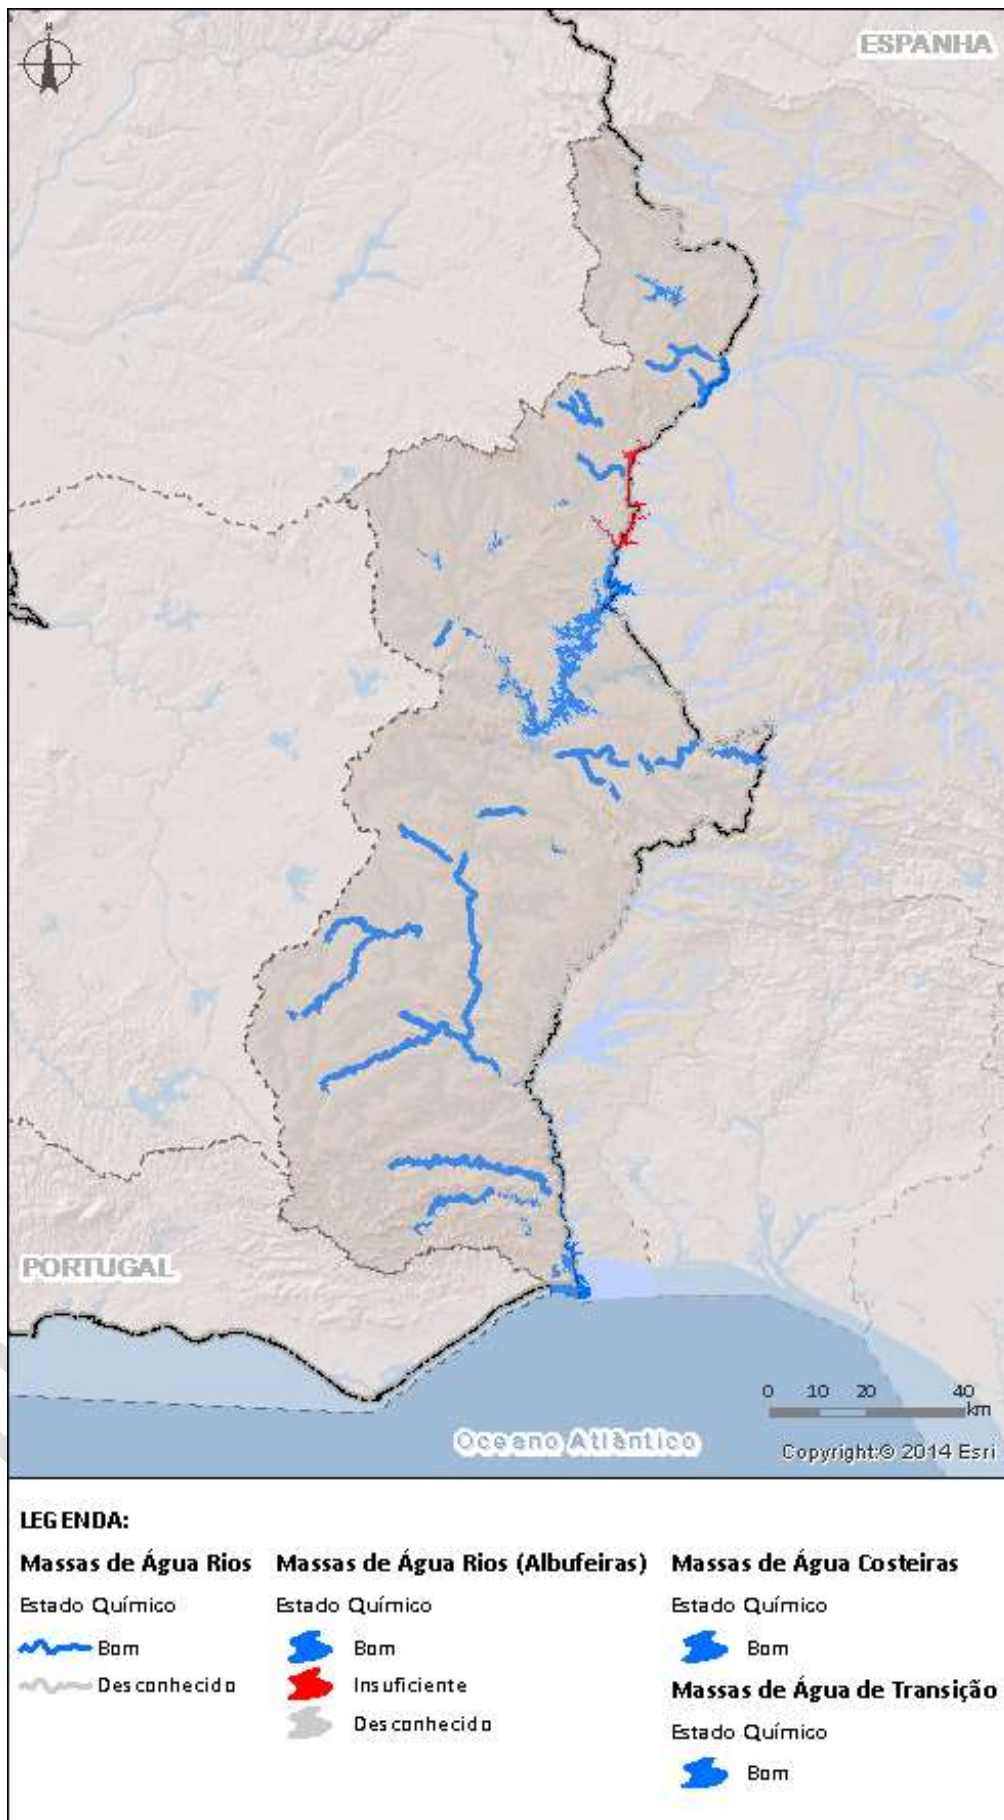 N
ESPANHA
PORTUGAL
0 10 20 40
km
Oceano Atlântico
Copyright:© 2014 Esri
LEGENDA:
Massas de Água Rios
Estado Químico
Bom
Desconhecido
Massas de Água Rios (Albufeiras)
Estado Químico
Bom
Insuficiente
Desconhecido
Massas de Água Costeiras
Estado Químico
Bom
Massas de Água de Transição
Estado Químico
Bom